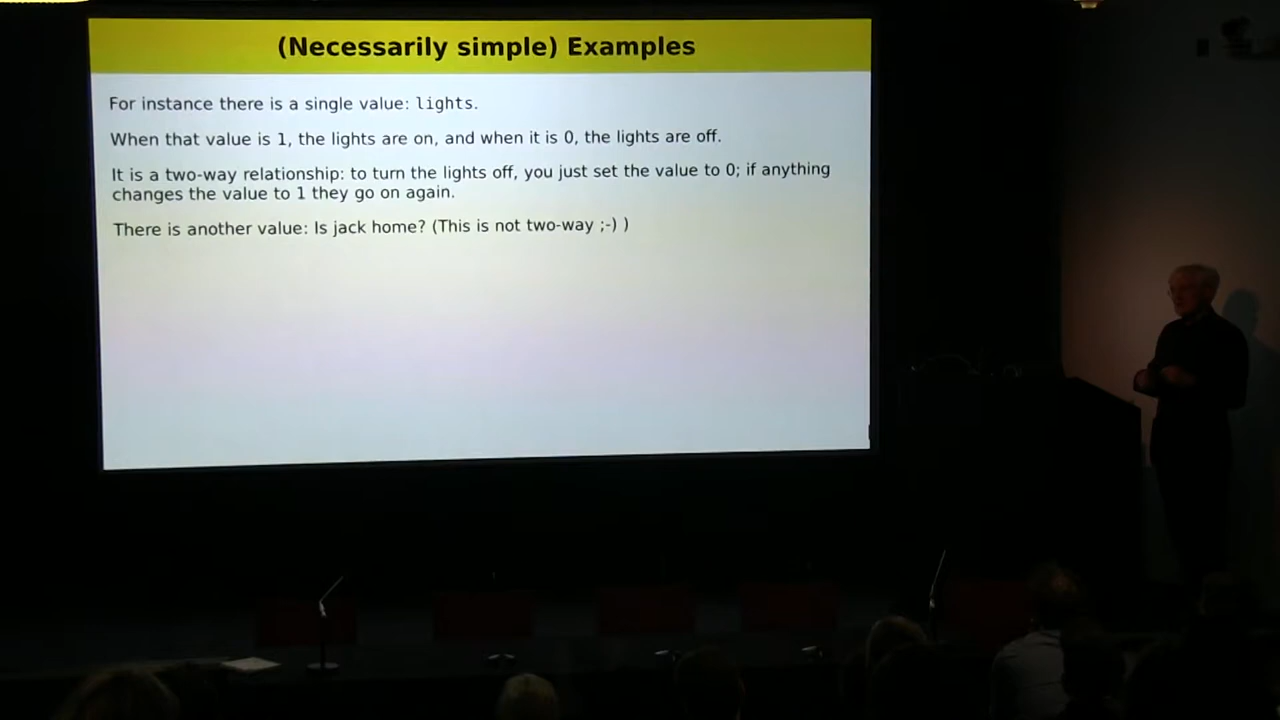 (Necessarily simple) Examples
For instance there is a single value: lights.
When that value is 1, the lights are on, and when it is 0, the lights are off.
It is a two-way relationship: to turn the lights off, you just set the value to 0; if anything
changes the value to 1 they go on again.
There is another value: Is jack home? (This is not two-way ;-) )